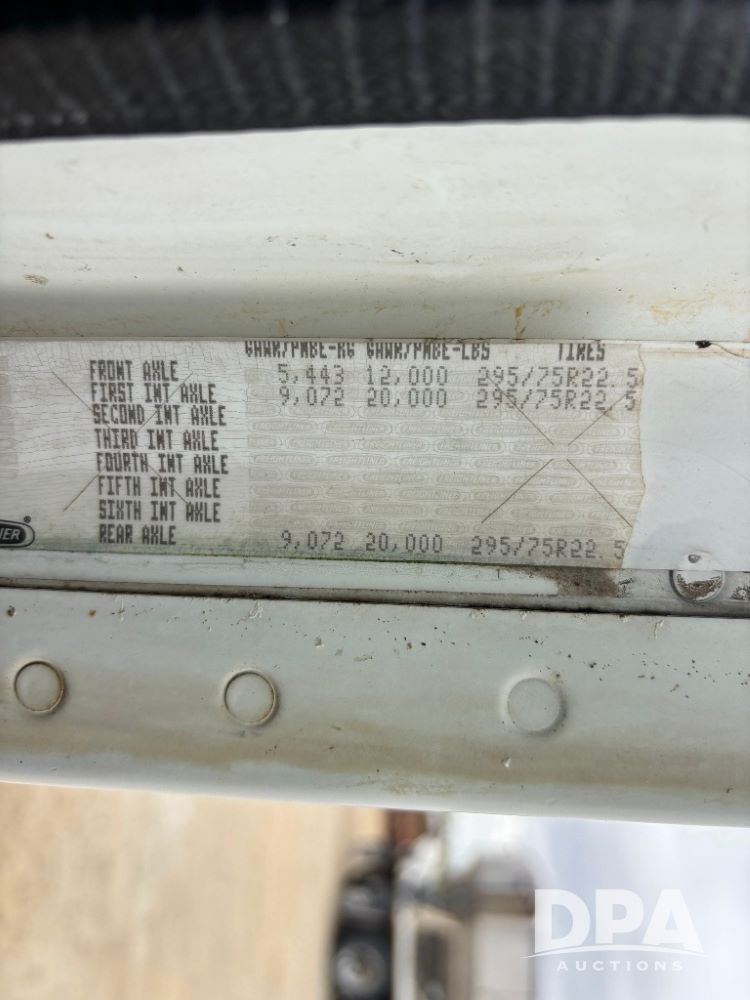 GAWR/PNBE-KG GAWR/PNBE-LBS TIRES
FRONT AXLE 5,443 12,000 295/75R22.5
FIRST INT AXLE 9,072 20,000 295/75R22.5
SECOND INT AXLE
THIRD INT AXLE
FOURTH INT AXLE
FIFTH INT AXLE
SIXTH INT AXLE
REAR AXLE 9,072 20,000 295/75R22.5
DPA
AUCTIONS